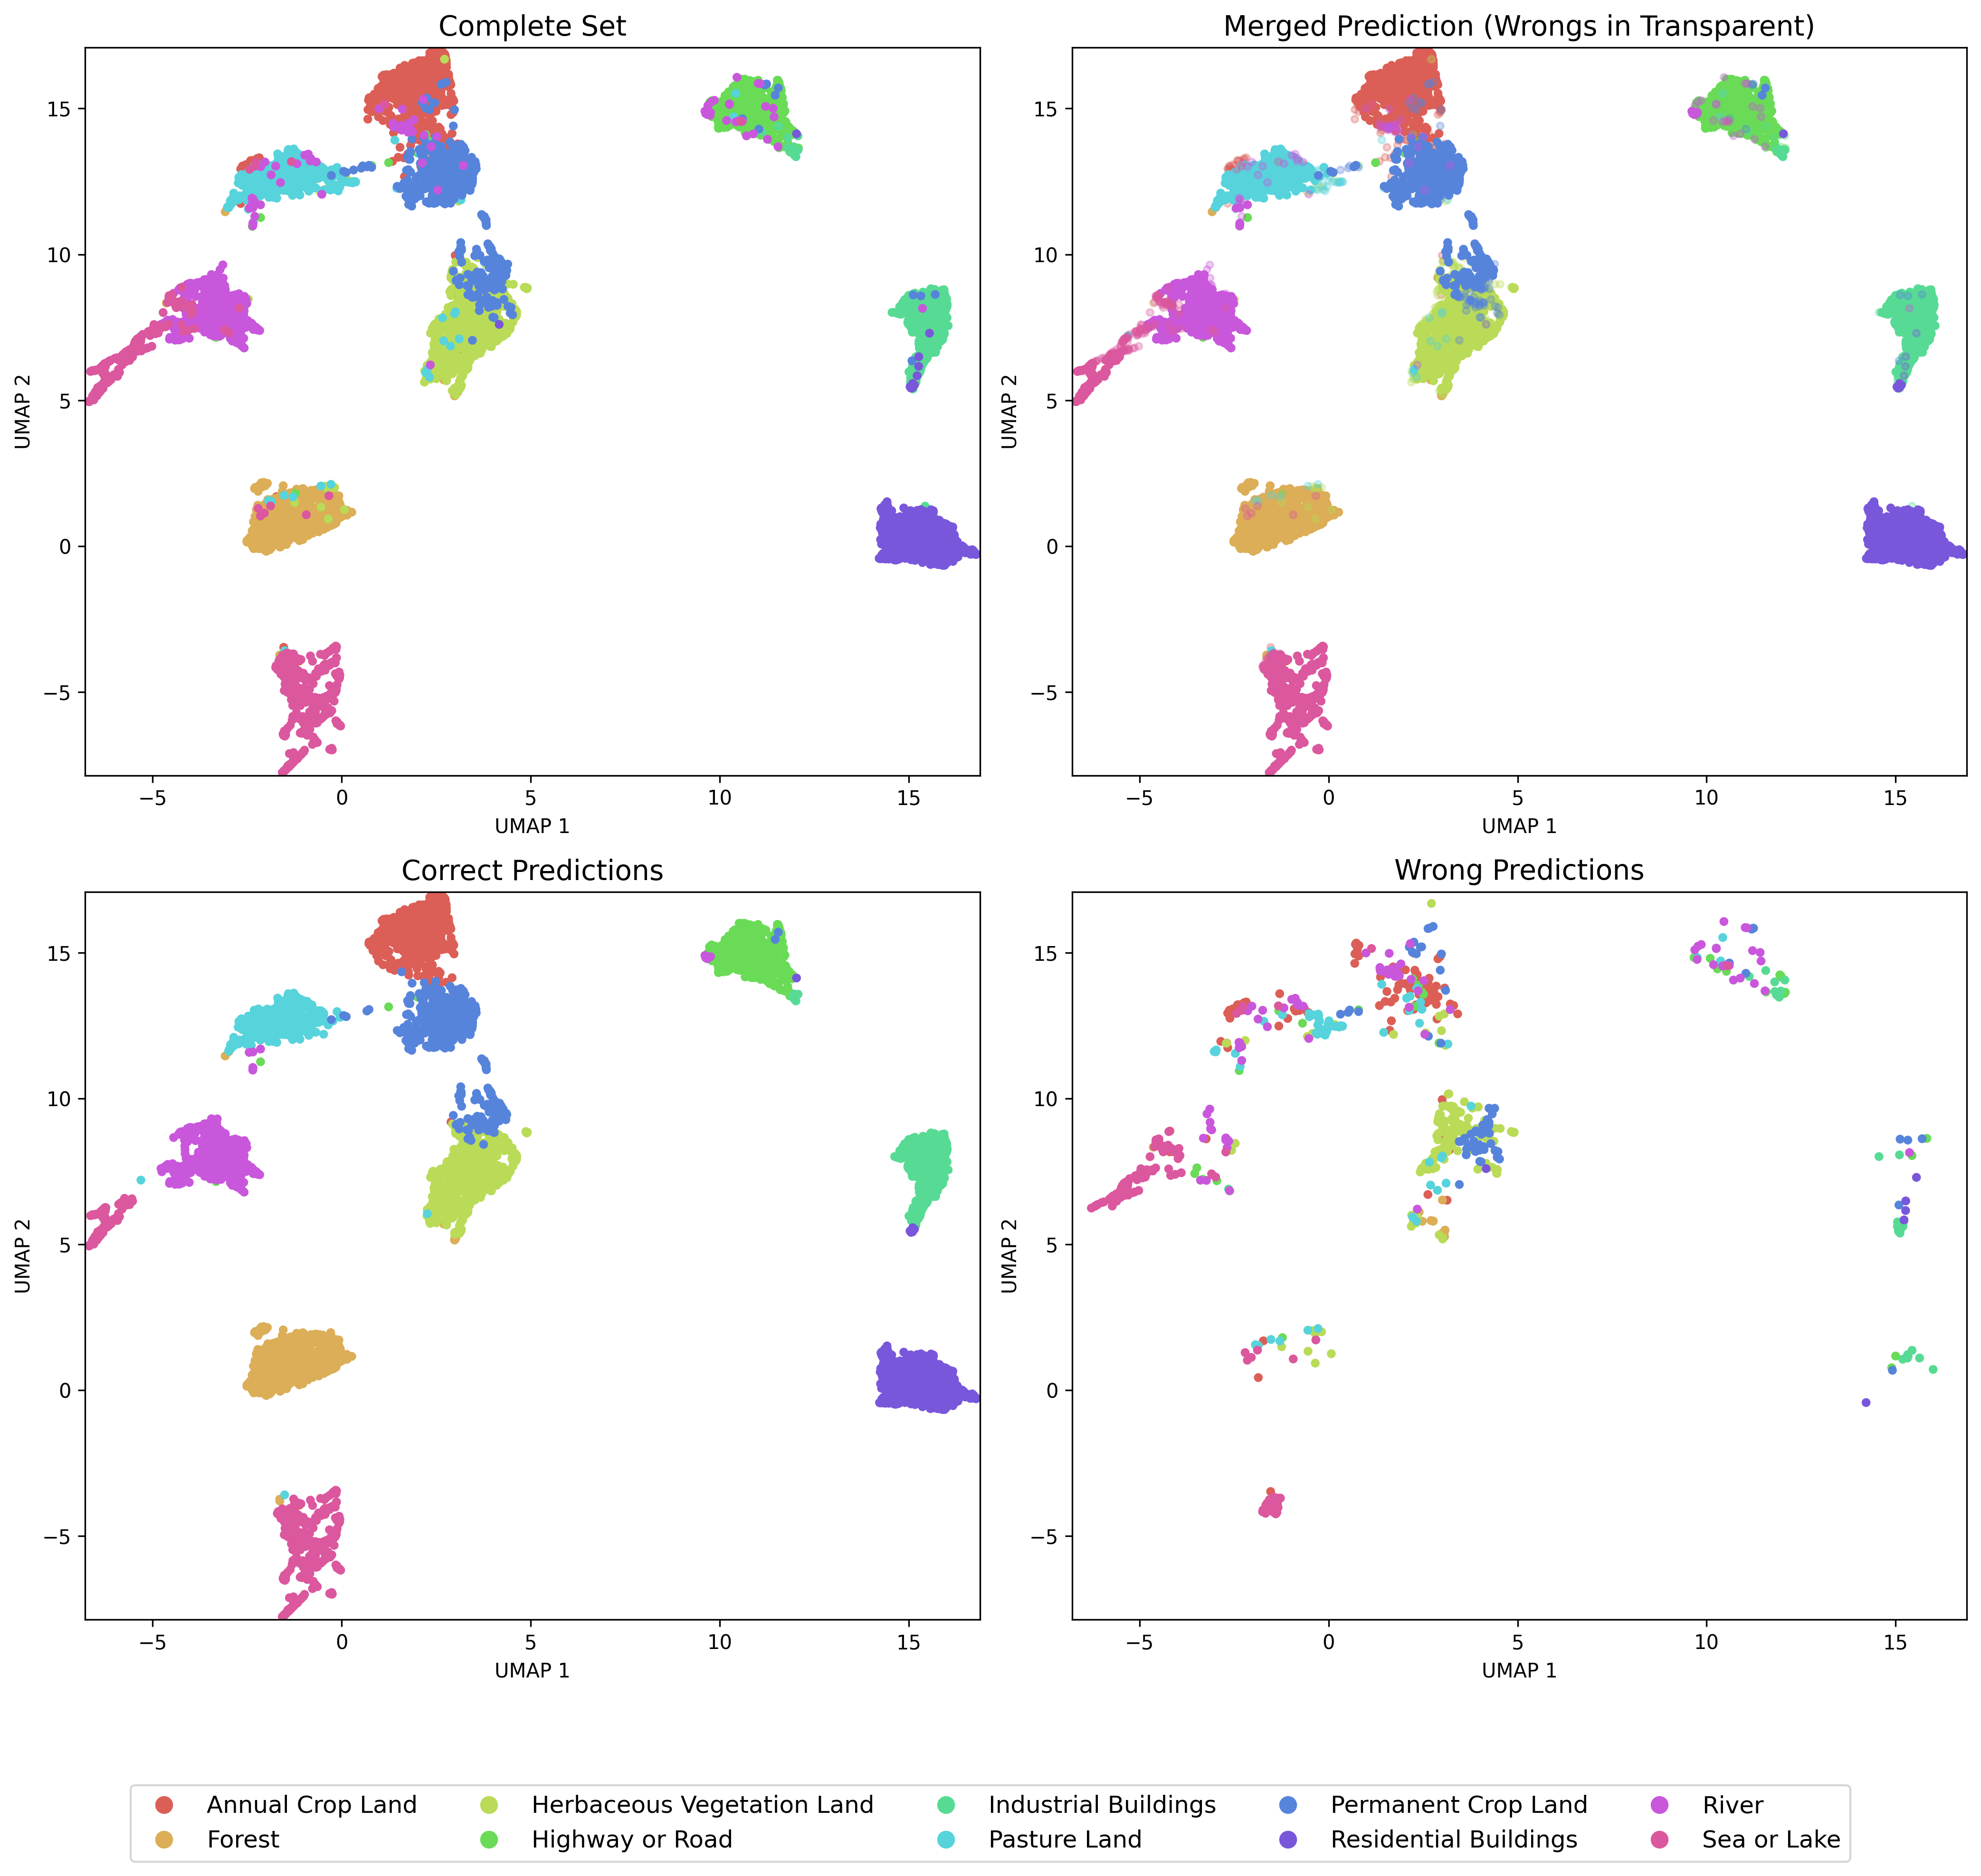 Complete Set
Merged Prediction (Wrongs in Transparent)
UMAP 2
15
10
5
0
−5
−5
0
5
10
15
UMAP 1
UMAP 2
15
10
5
0
−5
−5
0
5
10
15
UMAP 1
Correct Predictions
Wrong Predictions
UMAP 2
15
10
5
0
−5
−5
0
5
10
15
UMAP 1
UMAP 2
15
10
5
0
−5
−5
0
5
10
15
UMAP 1
Annual Crop Land
Herbaceous Vegetation Land
Industrial Buildings
Permanent Crop Land
River
Forest
Highway or Road
Pasture Land
Residential Buildings
Sea or Lake